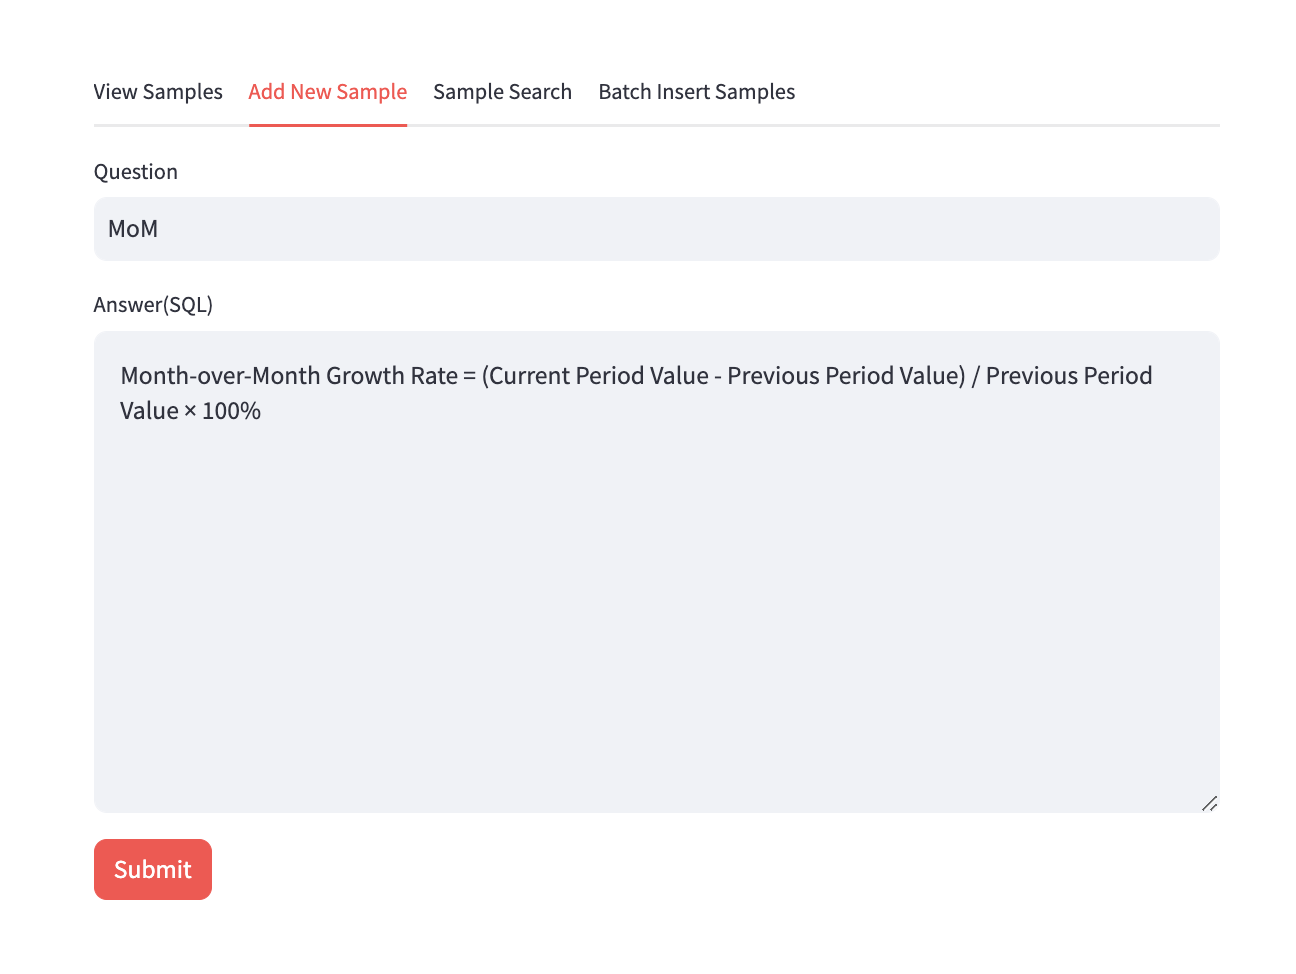 View Samples Add New Sample Sample Search Batch Insert Samples
Question
MoM
Answer(SQL)
Month-over-Month Growth Rate = (Current Period Value - Previous Period Value) / Previous Period
Value × 100%
Submit